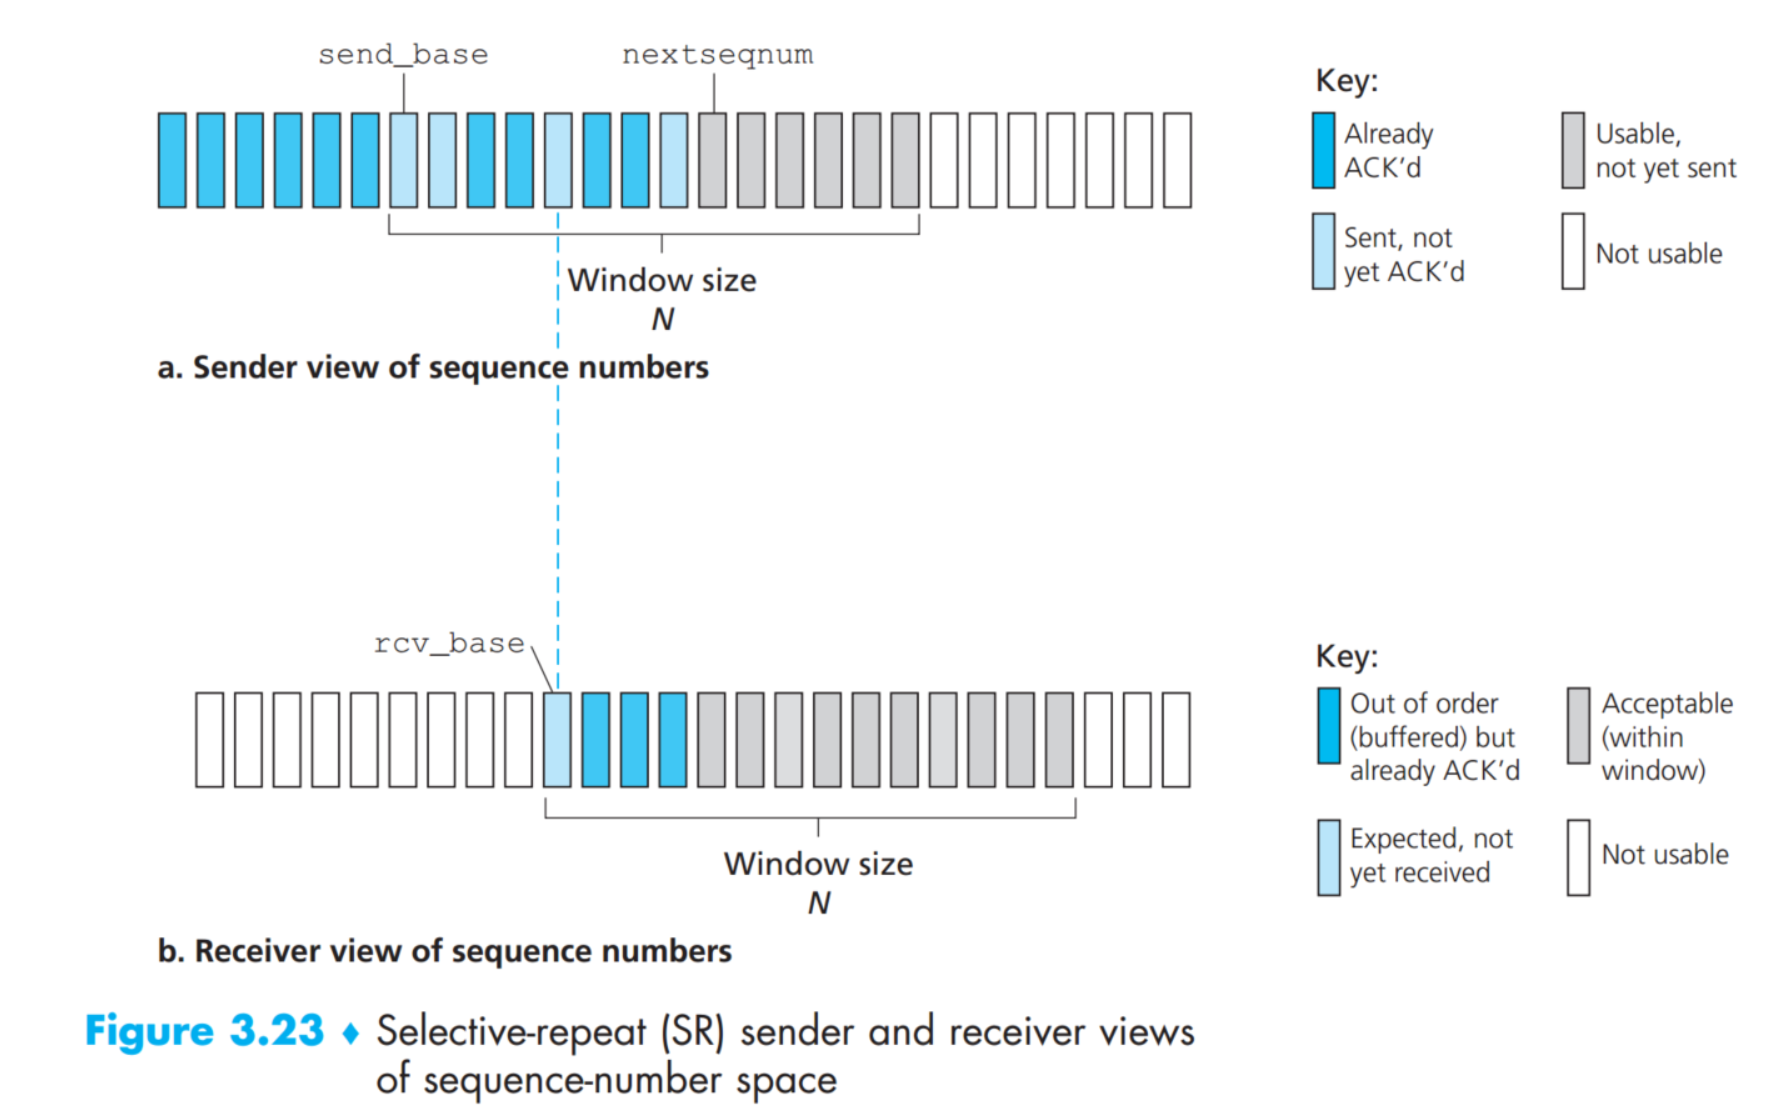 send_base
nextseqnum
Key:
Already
ACK'd
Usable,
not yet sent
Sent, not
yet ACK'd
Not usable
Window size
N
a. Sender view of sequence numbers
rcv_base
Key:
Out of order
(buffered) but
already ACK'd
Acceptable
(within
window)
Expected, not
yet received
Not usable
Window size
N
b. Receiver view of sequence numbers
Figure 3.23 ♦ Selective-repeat (SR) sender and receiver views
of sequence-number space